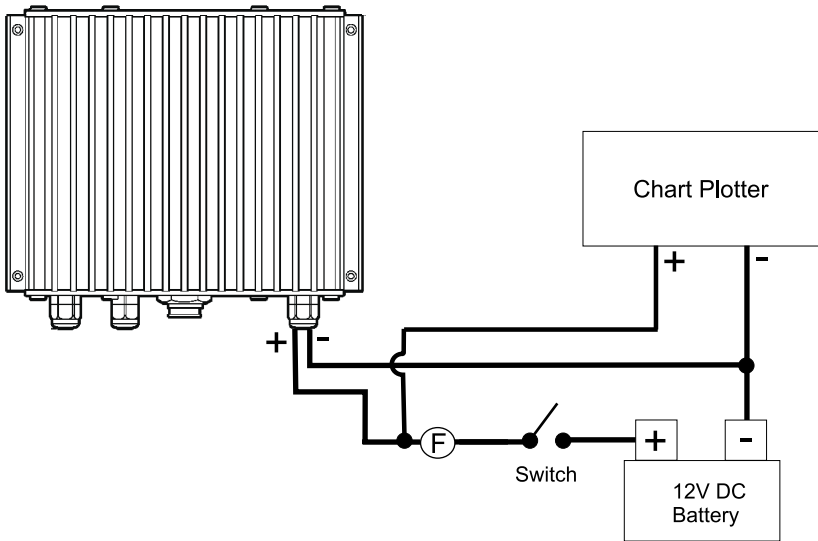 Chart Plotter
+ -
+ -
F
Switch
+ -
12V DC
Battery